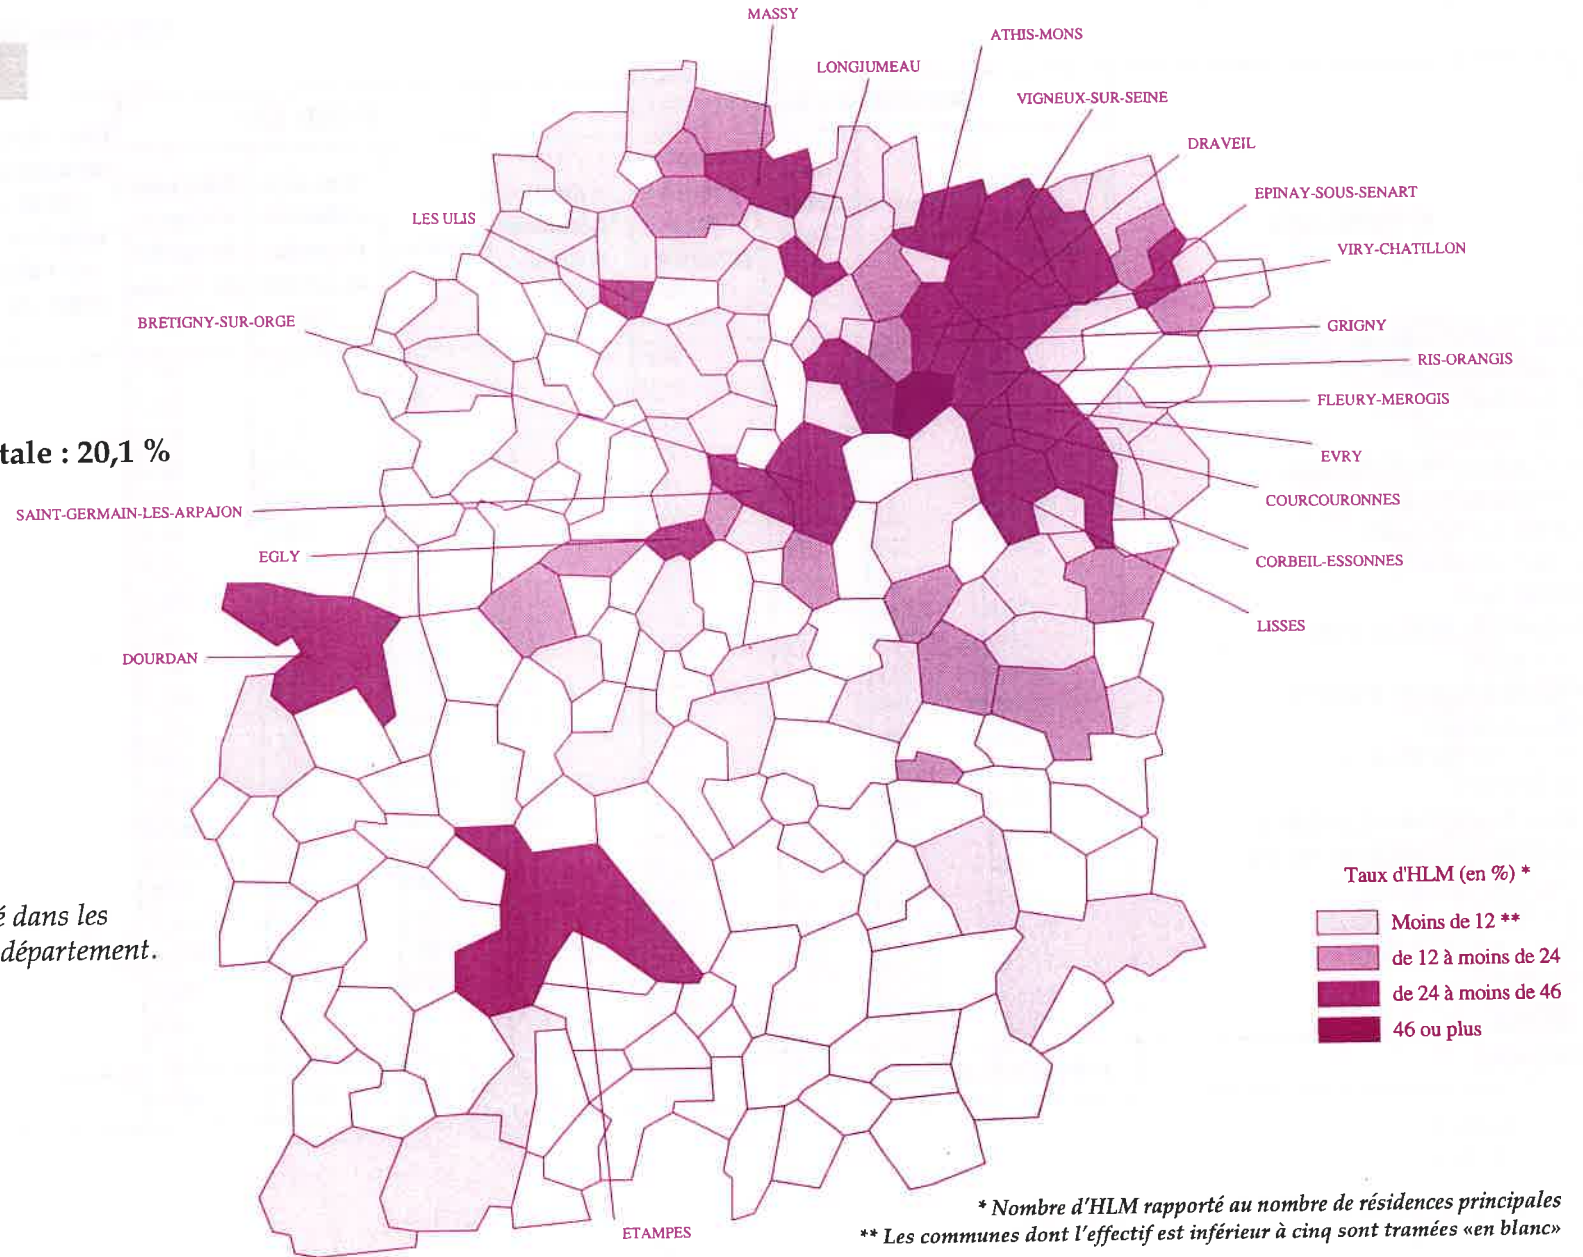 MASSY
ATHIS-MONS
LONGJUMEAU
VIGNEUX-SUR-SEINE
DRAVEIL
EPINAY-SOUS-SENART
LES ULIS
VIRY-CHATILLON
BRETIGNY-SUR-ORGE
GRIGNY
RIS-ORANGIS
FLEURY-MEROGIS
tale : 20,1 %
EVRY
COURCOURONNES
SAINT-GERMAIN-LES-ARPAJON
EGLY
CORBEIL-ESSONNES
LISSES
DOURDAN
Taux d'HLM (en %) *
Moins de 12 **
de 12 à moins de 24
de 24 à moins de 46
46 ou plus
é dans les
département.
* Nombre d'HLM rapporté au nombre de résidences principales
ETAMPES
** Les communes dont l'effectif est inférieur à cinq sont tramées «en blanc»